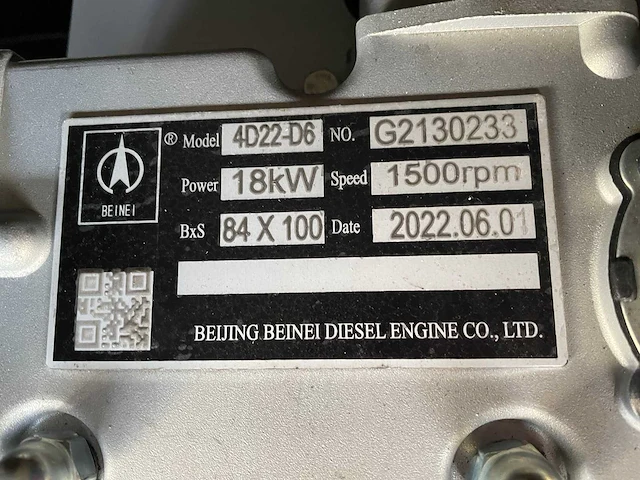 ® Model 4D22-D6 NO. G2130233
Power 18kW Speed 1500rpm
BEINEI
BxS 84 X 100 Date 2022.06.01
BEIJING BEINEI DIESEL ENGINE CO., LTD.